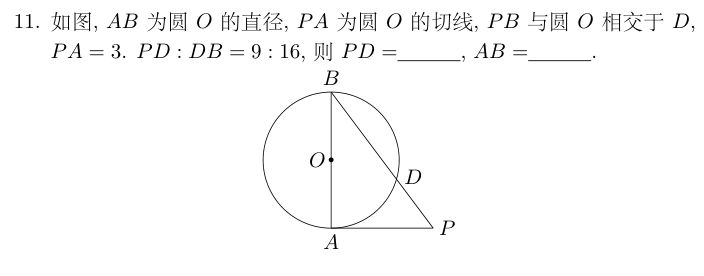 11. 如图, AB 为圆 O 的直径, PA 为圆 O 的切线, PB 与圆 O 相交于 D,
PA = 3. PD : DB = 9 : 16, 则 PD =______, AB =______.
B
O
D
P
A